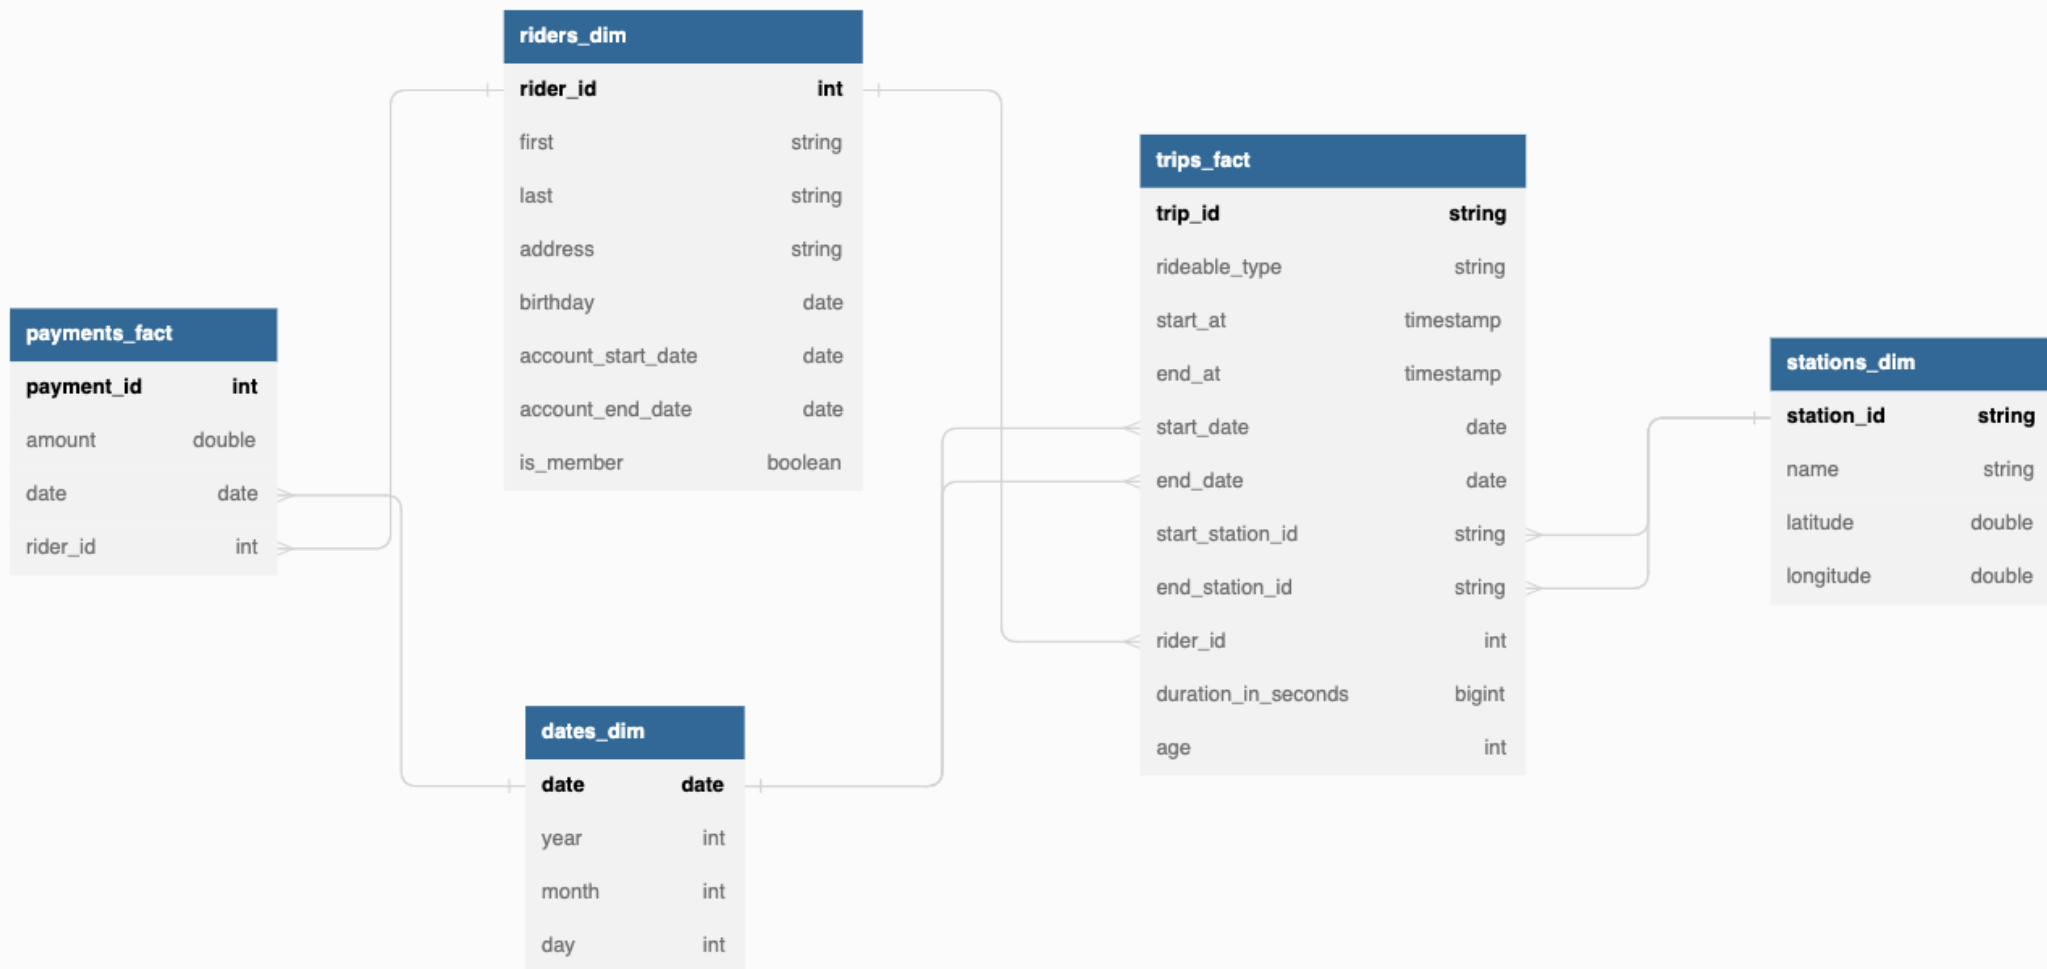 riders_dim
rider_id int
first string
last string
address string
birthday date
account_start_date date
account_end_date date
is_member boolean
trips_fact
trip_id string
rideable_type string
start_at timestamp
end_at timestamp
start_date date
end_date date
start_station_id string
end_station_id string
rider_id int
duration_in_seconds bigint
age int
payments_fact
payment_id int
amount double
date date
rider_id int
stations_dim
station_id string
name string
latitude double
longitude double
dates_dim
date date
year int
month int
day int